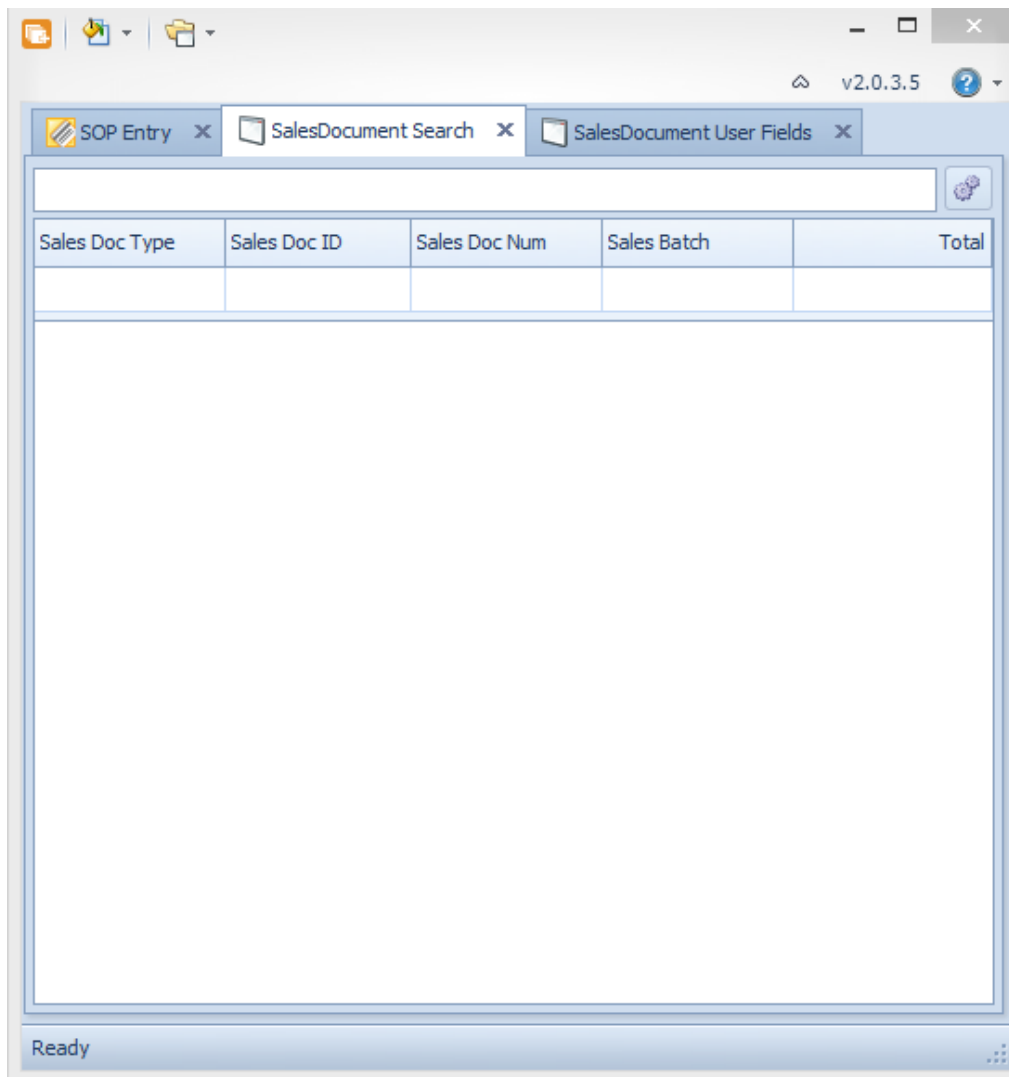 v2.0.3.5
SOP Entry SalesDocument Search SalesDocument User Fields
Sales Doc Type Sales Doc ID Sales Doc Num Sales Batch Total
Ready